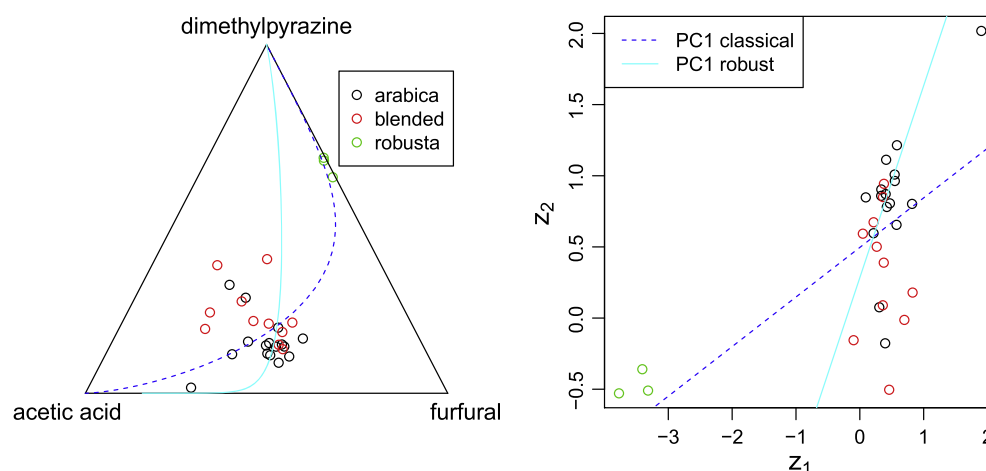 dimethylpyrazine
arabica
blended
robusta
acetic acid
furfural
PC1 classical
PC1 robust
z2
2.0
1.5
1.0
0.5
0.0
−0.5
−3
−2
−1
0
1
2
z1